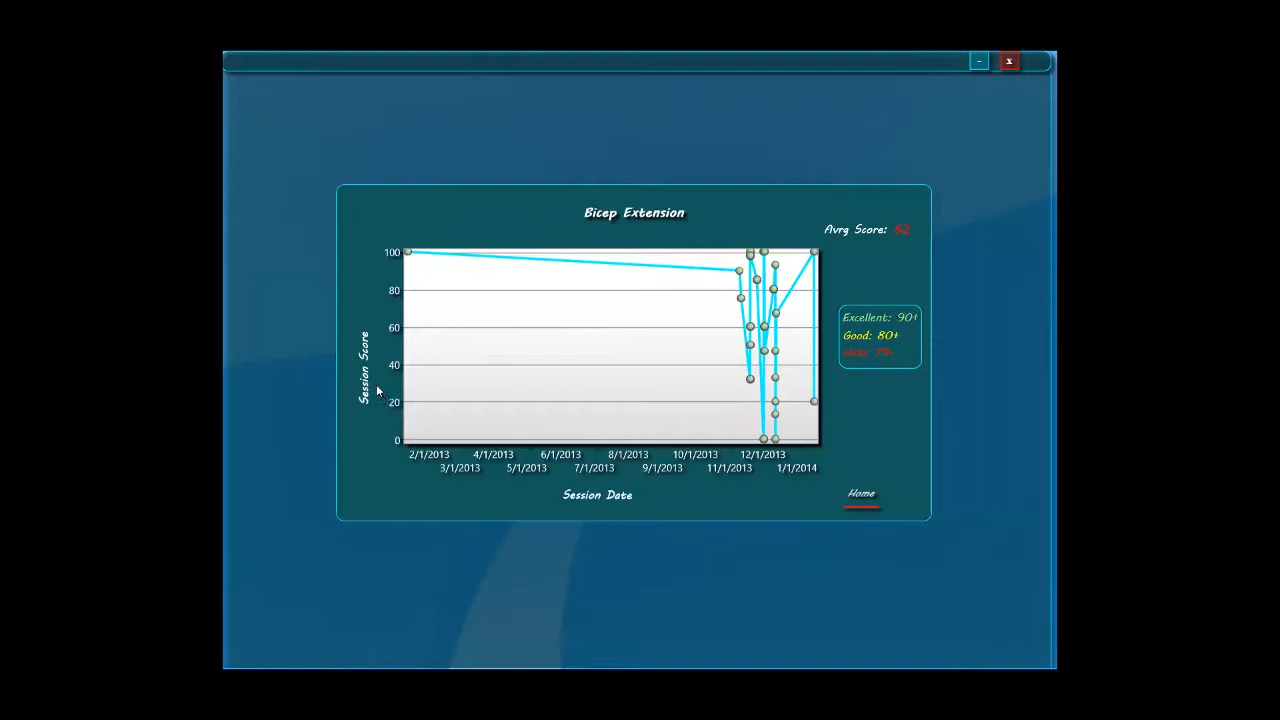 -
x
Bicep Extension
Avrg Score: 62
100
80
60
40
20
0
Session Score
Excellent: 90+
Good: 80+
2/1/2013 4/1/2013 6/1/2013 8/1/2013 10/1/2013 12/1/2013
3/1/2013 5/1/2013 7/1/2013 9/1/2013 11/1/2013 1/1/2014
Session Date
Home